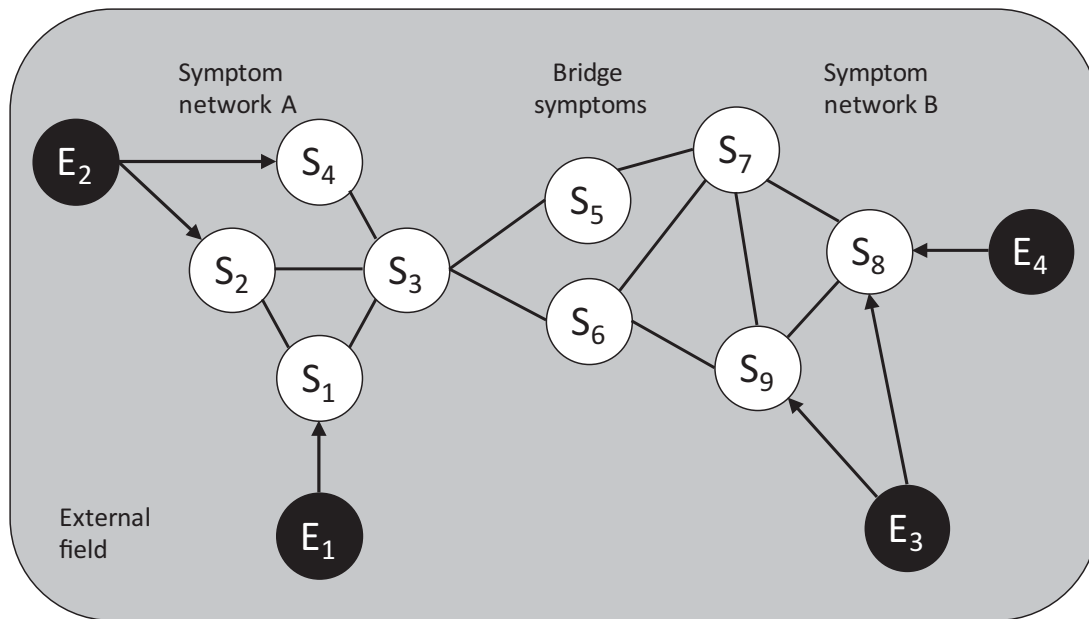 Symptom
network A
Bridge
symptoms
Symptom
network B
E2
S4
S7
S5
S2
S3
S8
E4
S6
S1
S9
External
field
E1
E3